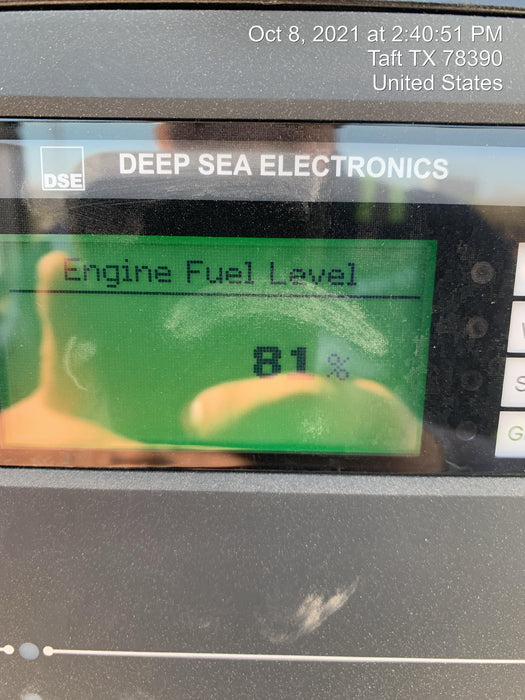 Oct 8, 2021 at 2:40:51 PM
Taft TX 78390
United States
DSE
DEEP SEA ELECTRONICS
Engine Fuel Level
81 %
S
G